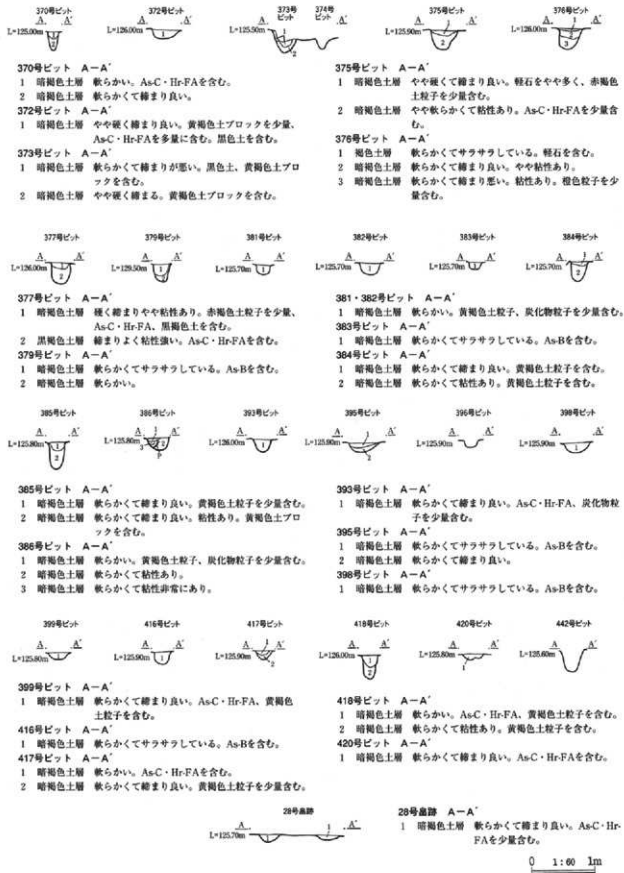 370号ピット 372号ピット 373号ピット 374号ピット 375号ピット 376号ピット
A A´ A A´ A A´ A A´ A A´
L=125.00m L=126.00m L=125.50m L=125.90m L=126.00m
370号ピット A－A´
1 暗褐色土層 軟らかい。As-C・Hr-FAを含む。
2 暗褐色土層 軟らかくて締まり良い。
372号ピット A－A´
1 暗褐色土層 やや硬く締まり良い。黄褐色土ブロックを少量、
As-C・Hr-FAを多量に含む。黒色土を含む。
373号ピット A－A´
1 暗褐色土層 軟らかくて締まりが悪い。黒色土、黄褐色土ブロ
ックを含む。
2 暗褐色土層 やや硬く締まる。黄褐色土ブロックを含む。
375号ピット A－A´
1 暗褐色土層 やや硬くて締まり良い。軽石をやや多く、赤褐色
土粒子を少量含む。
2 暗褐色土層 やや軟らかくて粘性あり。As-C・Hr-FAを少量含
む。
376号ピット A－A´
1 褐色土層 軟らかくてサラサラしている。軽石を含む。
2 暗褐色土層 軟らかくて締まり良い。やや粘性あり。
3 暗褐色土層 軟らかくて締まり悪い。粘性あり。橙色粒子を少
量含む。
377号ピット 379号ピット 381号ピット 382号ピット 383号ピット 384号ピット
A A´ A A´ A A´ A A´ A A´ A A´
L=126.00m L=129.50m L=125.70m L=125.70m L=125.70m L=125.70m
377号ピット A－A´
1 暗褐色土層 硬く締まりやや粘性あり。赤褐色土粒子を少量、
As-C・Hr-FA、黒褐色土を含む。
2 黒褐色土層 締まりよく粘性強い。As-C・Hr-FAを含む。
379号ピット A－A´
1 暗褐色土層 軟らかくてサラサラしている。As-Bを含む。
2 暗褐色土層 軟らかい。
381・382号ピット A－A´
1 暗褐色土層 軟らかい。黄褐色土粒子、炭化物粒子を少量含む。
383号ピット A－A´
1 暗褐色土層 軟らかくてサラサラしている。As-Bを含む。
384号ピット A－A´
1 暗褐色土層 軟らかくて締まり良い。黄褐色土粒子を含む。
2 暗褐色土層 軟らかくて粘性あり。黄褐色土粒子を含む。
385号ピット 386号ピット 393号ピット 395号ピット 396号ピット 398号ピット
A A´ A A´ A A´ A A´ A A´ A A´
L=125.80m L=125.80m L=126.00m L=125.90m L=125.90m L=125.90m
385号ピット A－A´
1 暗褐色土層 軟らかくて締まり良い。黄褐色土粒子を少量含む。
2 暗褐色土層 軟らかくて締まり良い。粘性あり。黄褐色土ブロ
ックを含む。
386号ピット A－A´
1 暗褐色土層 軟らかい。黄褐色土粒子、炭化物粒子を少量含む。
2 暗褐色土層 軟らかくて粘性あり。
3 暗褐色土層 軟らかくて粘性非常にあり。
393号ピット A－A´
1 暗褐色土層 軟らかくて締まり良い。As-C・Hr-FA、炭化物粒
子を少量含む。
395号ピット A－A´
1 暗褐色土層 軟らかくてサラサラしている。As-Bを含む。
2 暗褐色土層 軟らかくて締まり良い。
398号ピット A－A´
1 暗褐色土層 軟らかくてサラサラしている。As-Bを含む。
399号ピット 416号ピット 417号ピット 418号ピット 420号ピット 442号ピット
A A´ A A´ A A´ A A´ A A´ A A´
L=125.90m L=125.90m L=125.90m L=126.00m L=125.80m L=125.60m
399号ピット A－A´
1 暗褐色土層 軟らかくて締まり良い。As-C・Hr-FA、黄褐色
土粒子を含む。
416号ピット A－A´
1 暗褐色土層 軟らかくてサラサラしている。As-Bを含む。
417号ピット A－A´
1 暗褐色土層 軟らかい。As-C・Hr-FAを含む。
2 暗褐色土層 軟らかくて締まり良い。黄褐色土粒子を少量含む。
418号ピット A－A´
1 暗褐色土層 軟らかい。As-C・Hr-FA、黄褐色土粒子を含む。
2 暗褐色土層 軟らかくて粘性あり。黄褐色土粒子を含む。
420号ピット A－A´
1 暗褐色土層 軟らかくて締まり良い。As-C・Hr-FAを含む。
28号畠跡
A A´
L=125.70m
28号畠跡 A－A´
1 暗褐色土層 軟らかくて締まり良い。As-C・Hr-
FAを少量含む。
0 1:60 1m